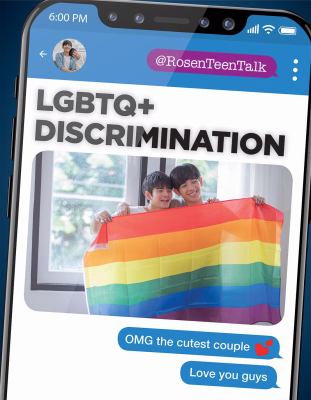 6:00 PM
@RosenTeenTalk
LGBTQ+
DISCRIMINATION
OMG the cutest couple
Love you guys